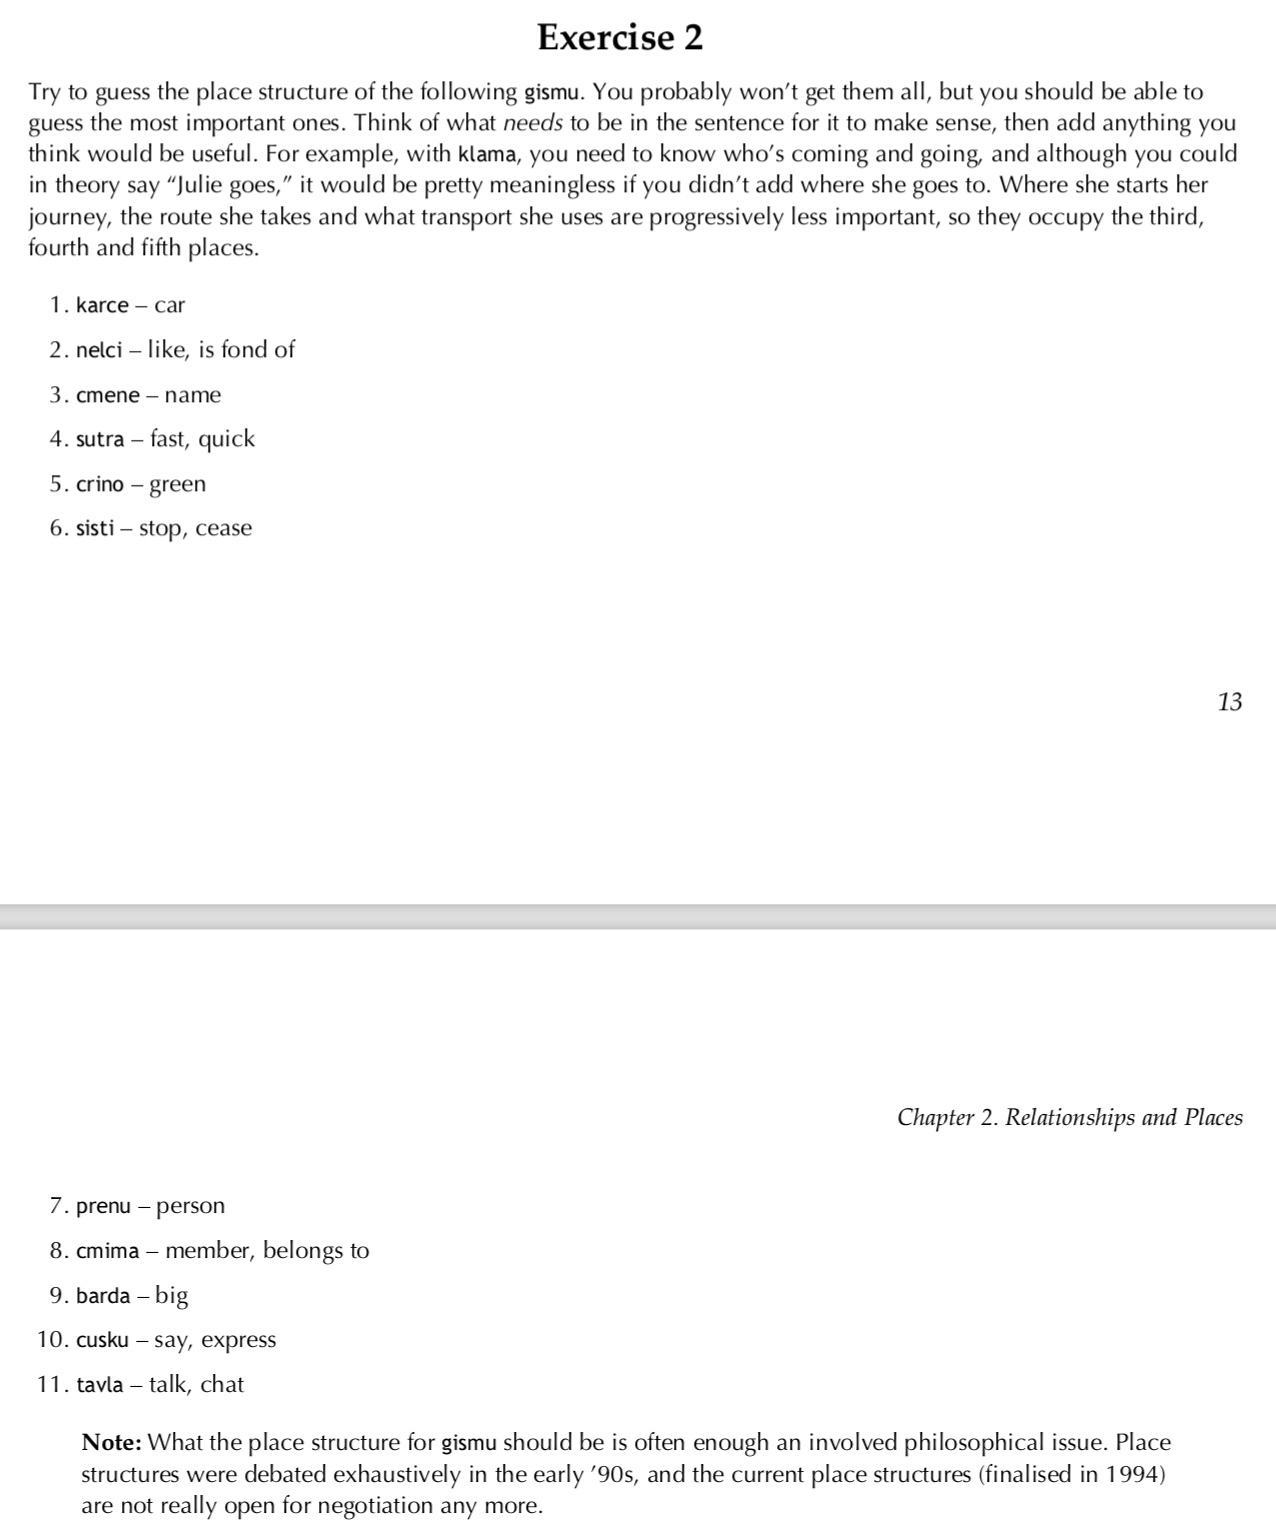 Exercise 2
Try to guess the place structure of the following gismu. You probably won’t get them all, but you should be able to
guess the most important ones. Think of what needs to be in the sentence for it to make sense, then add anything you
think would be useful. For example, with klama, you need to know who’s coming and going, and although you could
in theory say “Julie goes,” it would be pretty meaningless if you didn’t add where she goes to. Where she starts her
journey, the route she takes and what transport she uses are progressively less important, so they occupy the third,
fourth and fifth places.
1. karce – car
2. nelci – like, is fond of
3. cmene – name
4. sutra – fast, quick
5. crino – green
6. sisti – stop, cease
13
Chapter 2. Relationships and Places
7. prenu – person
8. cmima – member, belongs to
9. barda – big
10. cusku – say, express
11. tavla – talk, chat
Note: What the place structure for gismu should be is often enough an involved philosophical issue. Place
structures were debated exhaustively in the early ’90s, and the current place structures (finalised in 1994)
are not really open for negotiation any more.